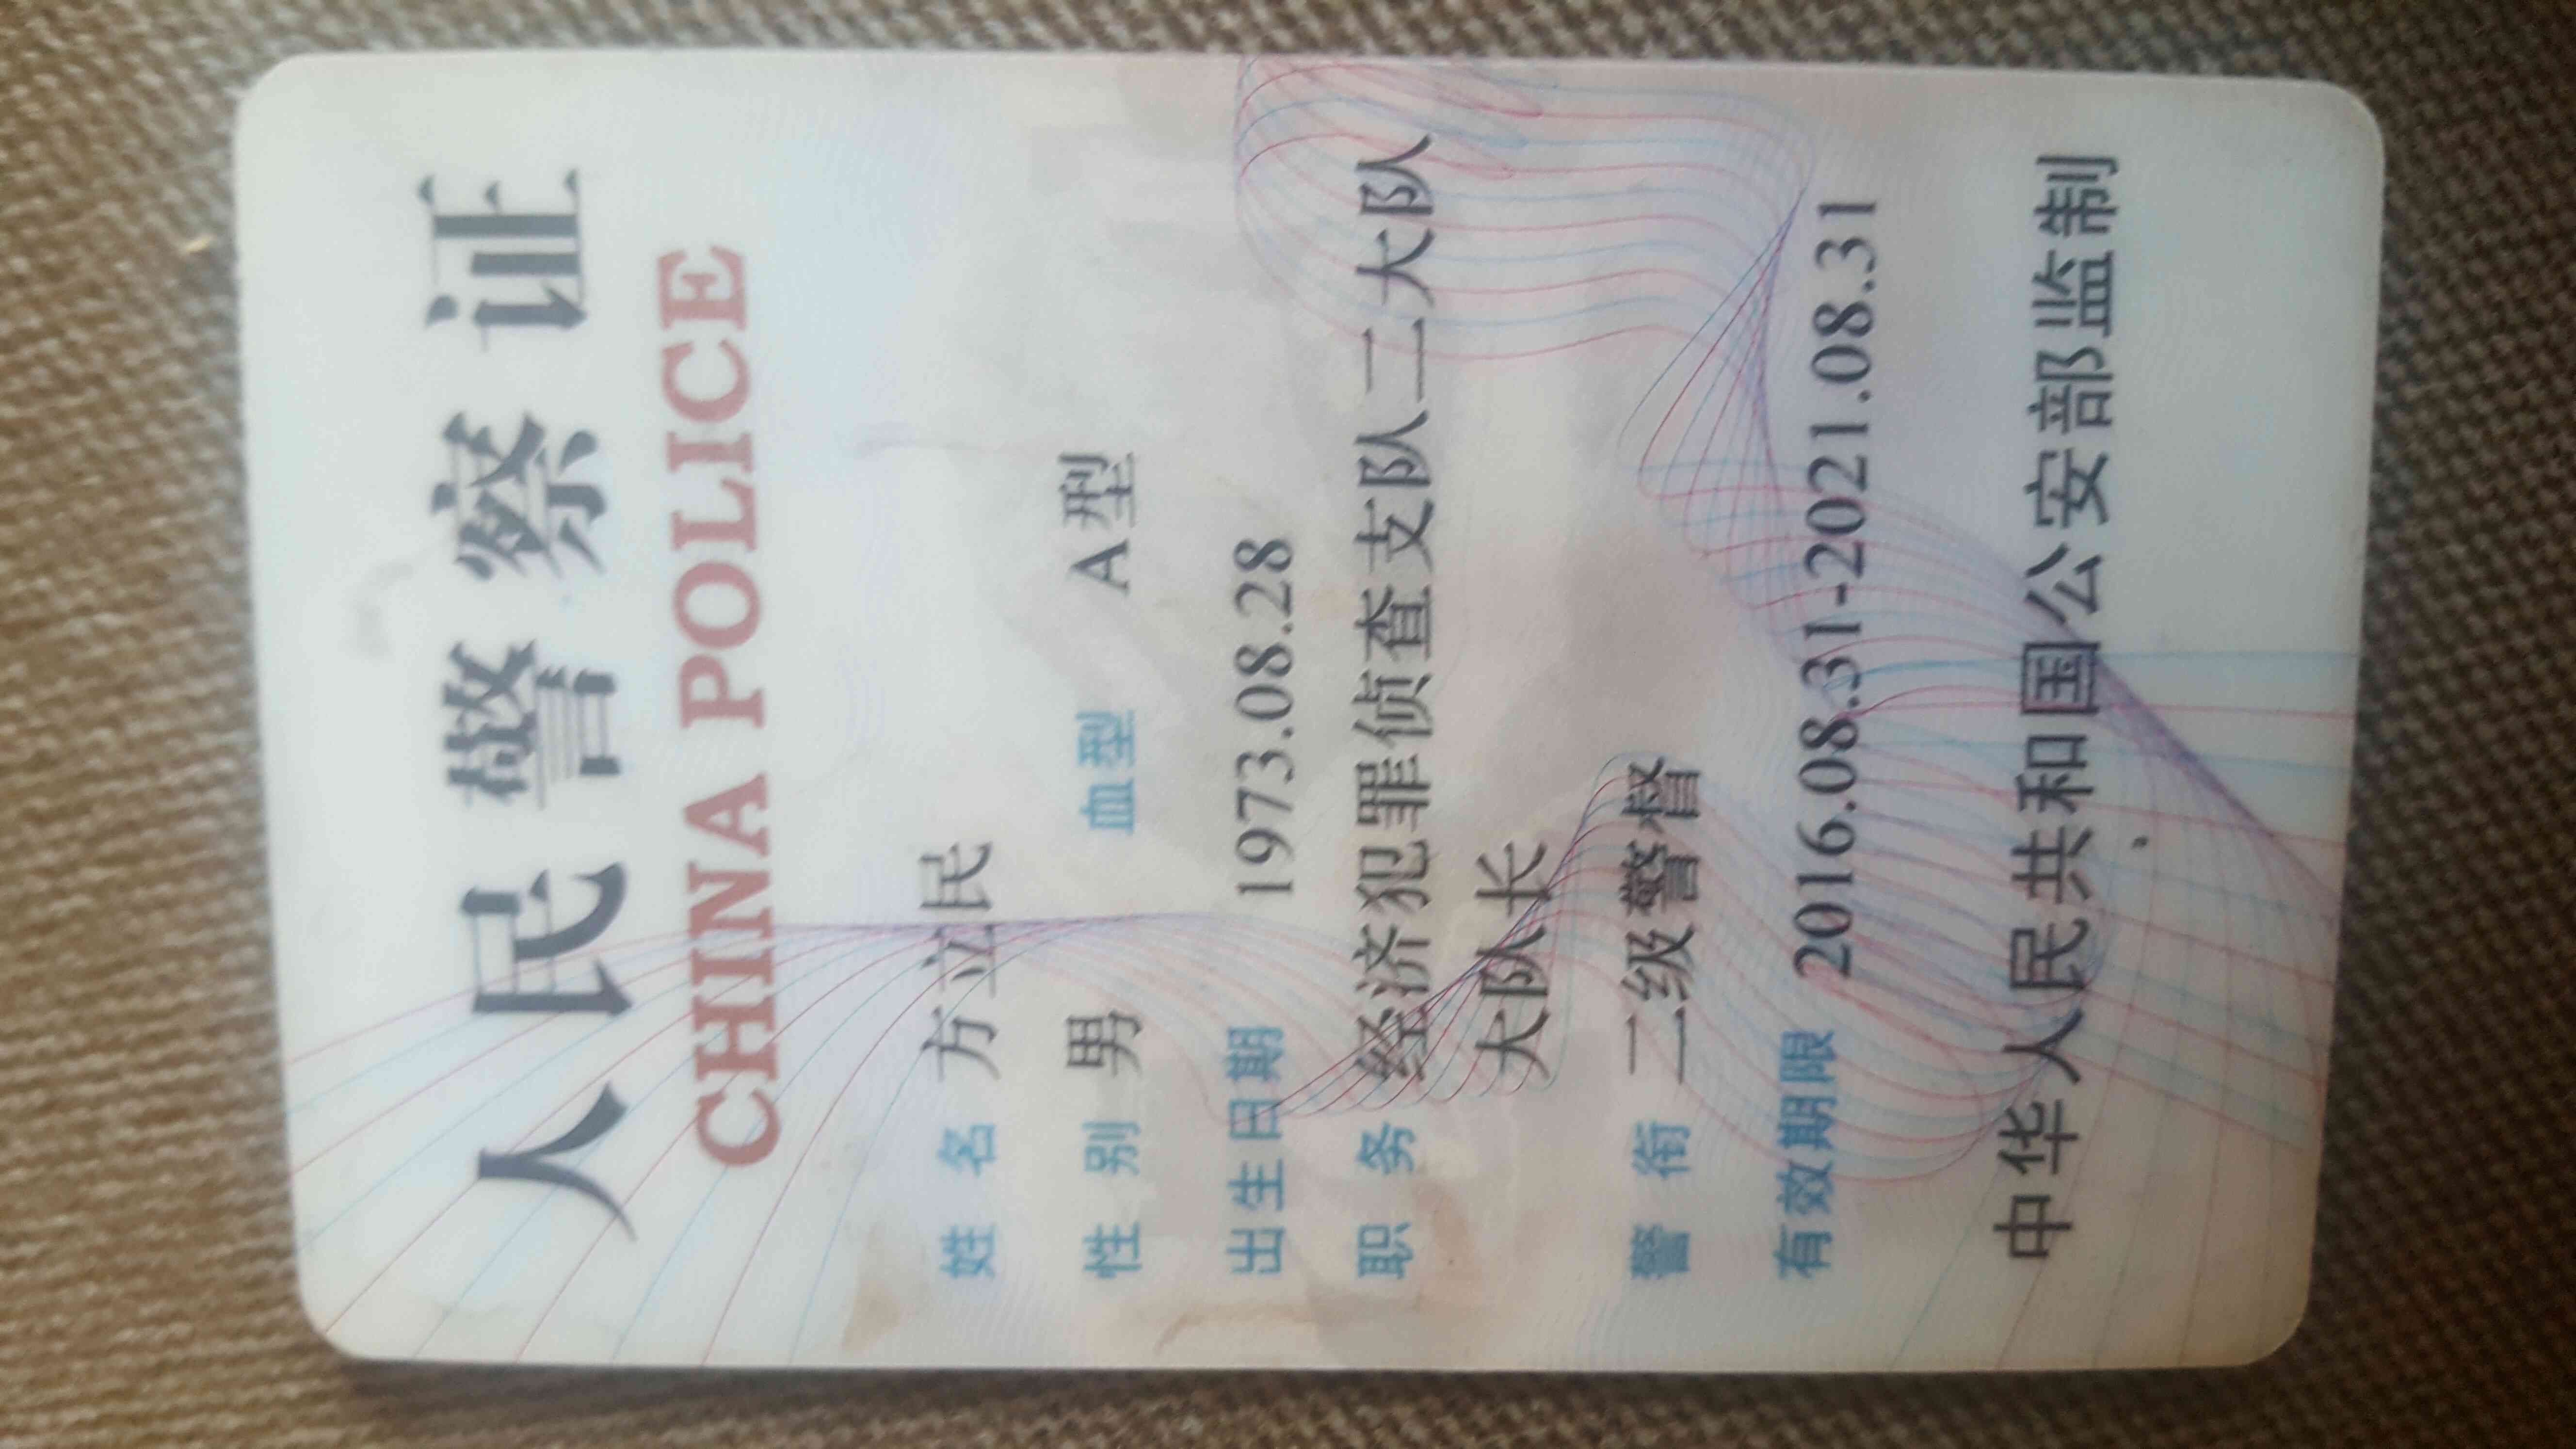 人民警察证
CHINA POLICE
姓 名 方立民
性 别 男 血型 A型
出生日期 1973.08.28
职 务 经济犯罪侦查支队二大队
大队长
警 衔 二级警督
有效期限 2016.08.31-2021.08.31
中华人民共和国公安部监制